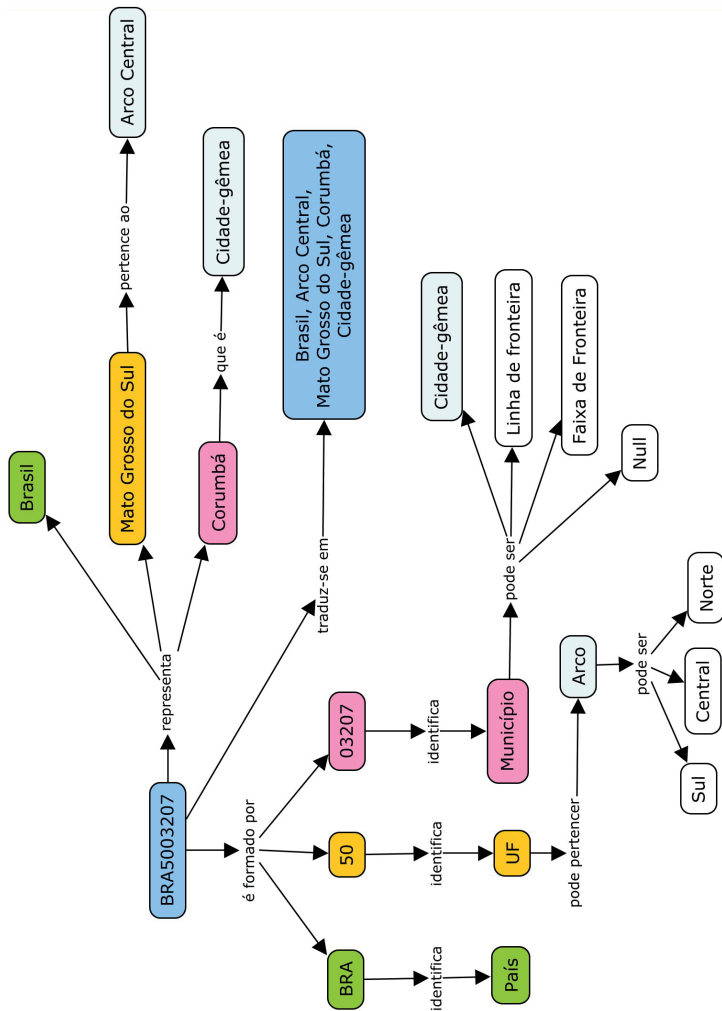 Brasil
Mato Grosso do Sul
pertence ao
Arco Central
Corumbá
que é
Cidade-gêmea
representa
BRA5003207
traduz-se em
Brasil, Arco Central,
Mato Grosso do Sul, Corumbá,
Cidade-gêmea
é formado por
BRA
50
03207
identifica
identifica
identifica
País
UF
Município
pode ser
Cidade-gêmea
Linha de fronteira
Faixa de Fronteira
Null
pode pertencer
Arco
pode ser
Sul
Central
Norte